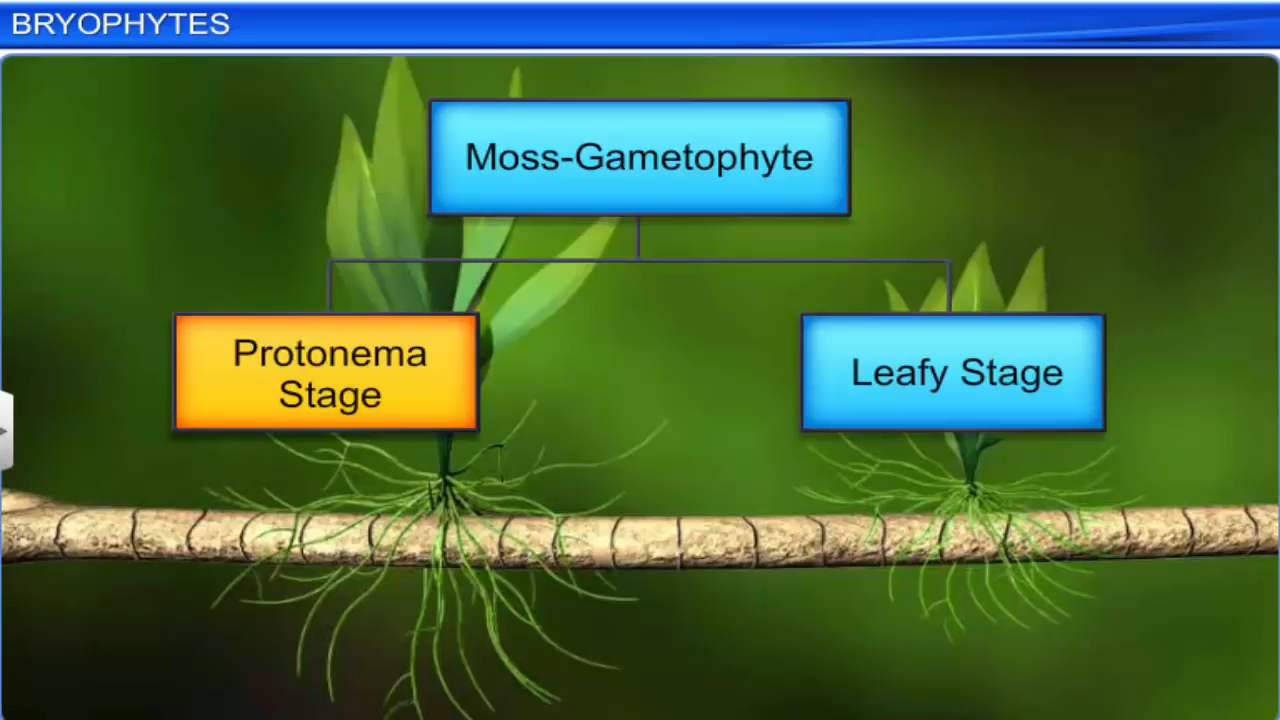 BRYOPHYTES
Moss-Gametophyte
Protonema
Stage
Leafy Stage